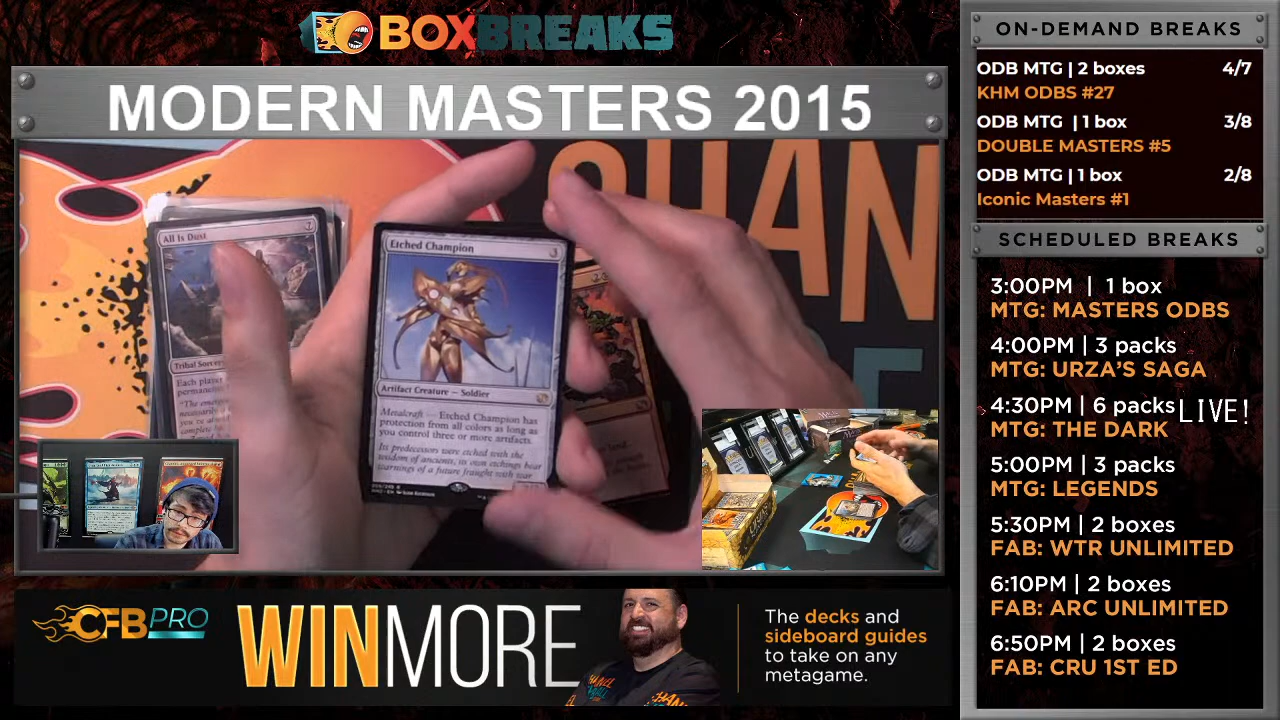 BOXBREAKS
MODERN MASTERS 2015
All Is Dust
7
Tribal Sorcery
Each player
Etched Champion
3
Artifact Creature — Soldier
Metalcraft — Etched Champion has
protection from all colors as long as
you control three or more artifacts.
Its predecessors were etched with the
wisdom of ancients, its own etchings bear
warnings of a future fraught with war
CFB PRO
WINMORE
The decks and
sideboard guides
to take on any
metagame.
ON-DEMAND BREAKS
ODB MTG | 2 boxes 4/7
KHM ODBS #27
ODB MTG | 1 box 3/8
DOUBLE MASTERS #5
ODB MTG | 1 box 2/8
Iconic Masters #1
SCHEDULED BREAKS
3:00PM | 1 box
MTG: MASTERS ODBS
4:00PM | 3 packs
MTG: URZA'S SAGA
4:30PM | 6 packs LIVE!
MTG: THE DARK
5:00PM | 3 packs
MTG: LEGENDS
5:30PM | 2 boxes
FAB: WTR UNLIMITED
6:10PM | 2 boxes
FAB: ARC UNLIMITED
6:50PM | 2 boxes
FAB: CRU 1ST ED